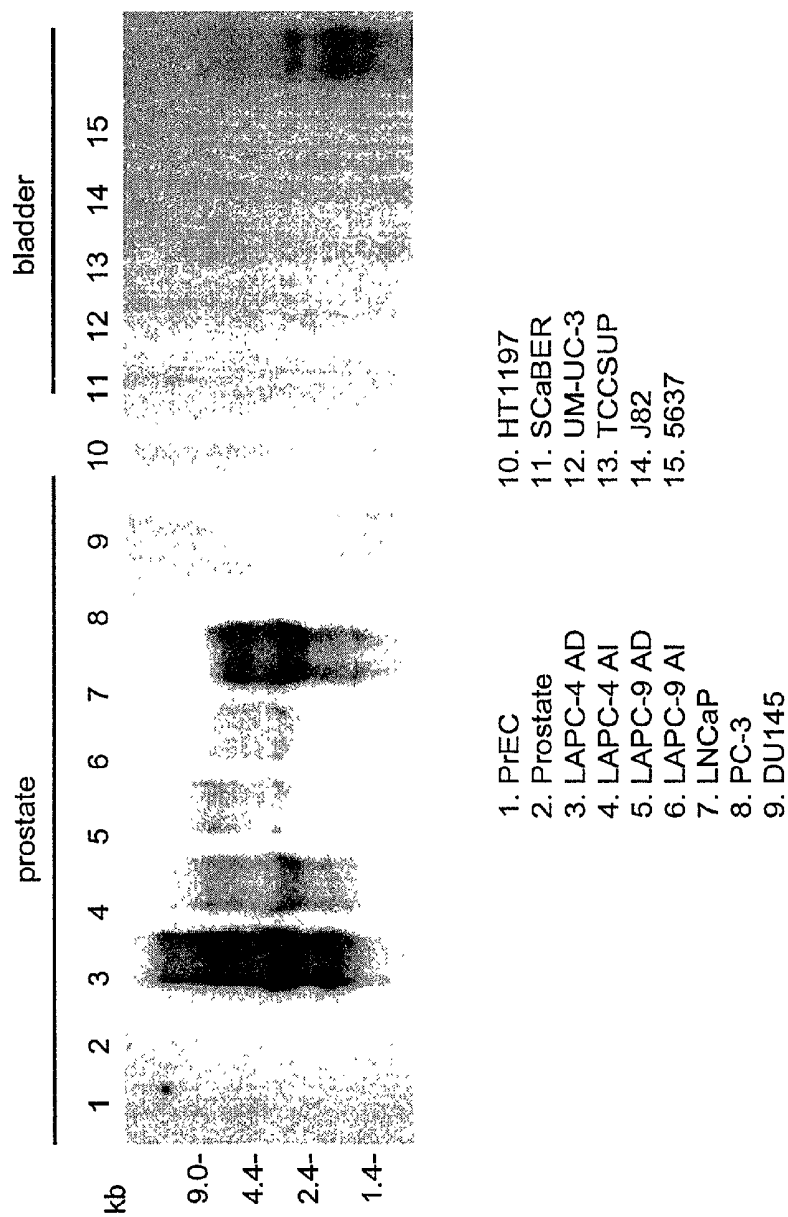 prostate
bladder
1 2 3 4 5 6 7 8 9 10 11 12 13 14 15
kb
9.0-
4.4-
2.4-
1.4-
1. PrEC
2. Prostate
3. LAPC-4 AD
4. LAPC-4 AI
5. LAPC-9 AD
6. LAPC-9 AI
7. LNCaP
8. PC-3
9. DU145
10. HT1197
11. SCaBER
12. UM-UC-3
13. TCCSUP
14. J82
15. 5637